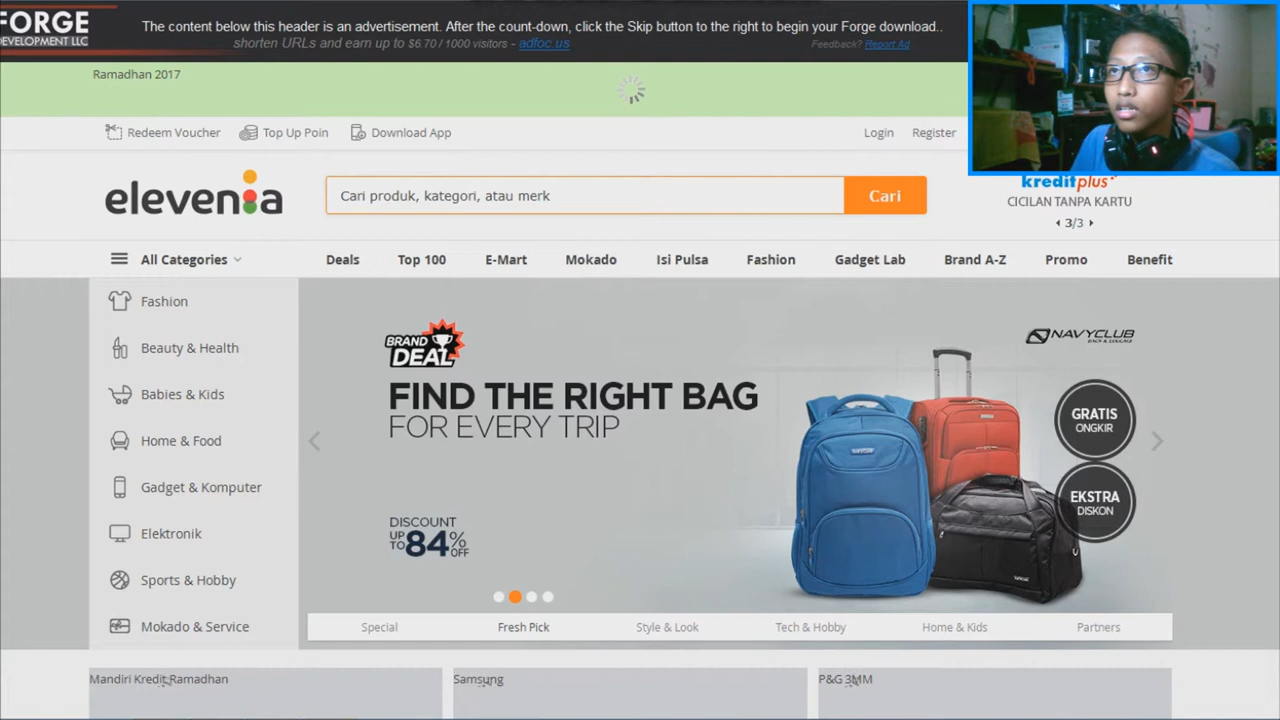 FORGE
DEVELOPMENT LLC
The content below this header is an advertisement. After the count-down, click the Skip button to the right to begin your Forge download..
shorten URLs and earn up to $6.70 / 1000 visitors - adfoc.us
Feedback? Report Ad
Ramadhan 2017
Redeem Voucher
Top Up Poin
Download App
Login
Register
elevenia
Cari produk, kategori, atau merk
Cari
kreditplus
CICILAN TANPA KARTU
3/3
All Categories
Deals
Top 100
E-Mart
Mokado
Isi Pulsa
Fashion
Gadget Lab
Brand A-Z
Promo
Benefit
Fashion
Beauty & Health
Babies & Kids
Home & Food
Gadget & Komputer
Elektronik
Sports & Hobby
Mokado & Service
BRAND
DEAL
FIND THE RIGHT BAG
FOR EVERY TRIP
DISCOUNT
UP TO 84% OFF
NAVYCLUB
GRATIS
ONGKIR
EKSTRA
DISKON
Special
Fresh Pick
Style & Look
Tech & Hobby
Home & Kids
Partners
Mandiri Kredit Ramadhan
Samsung
P&G 3MM